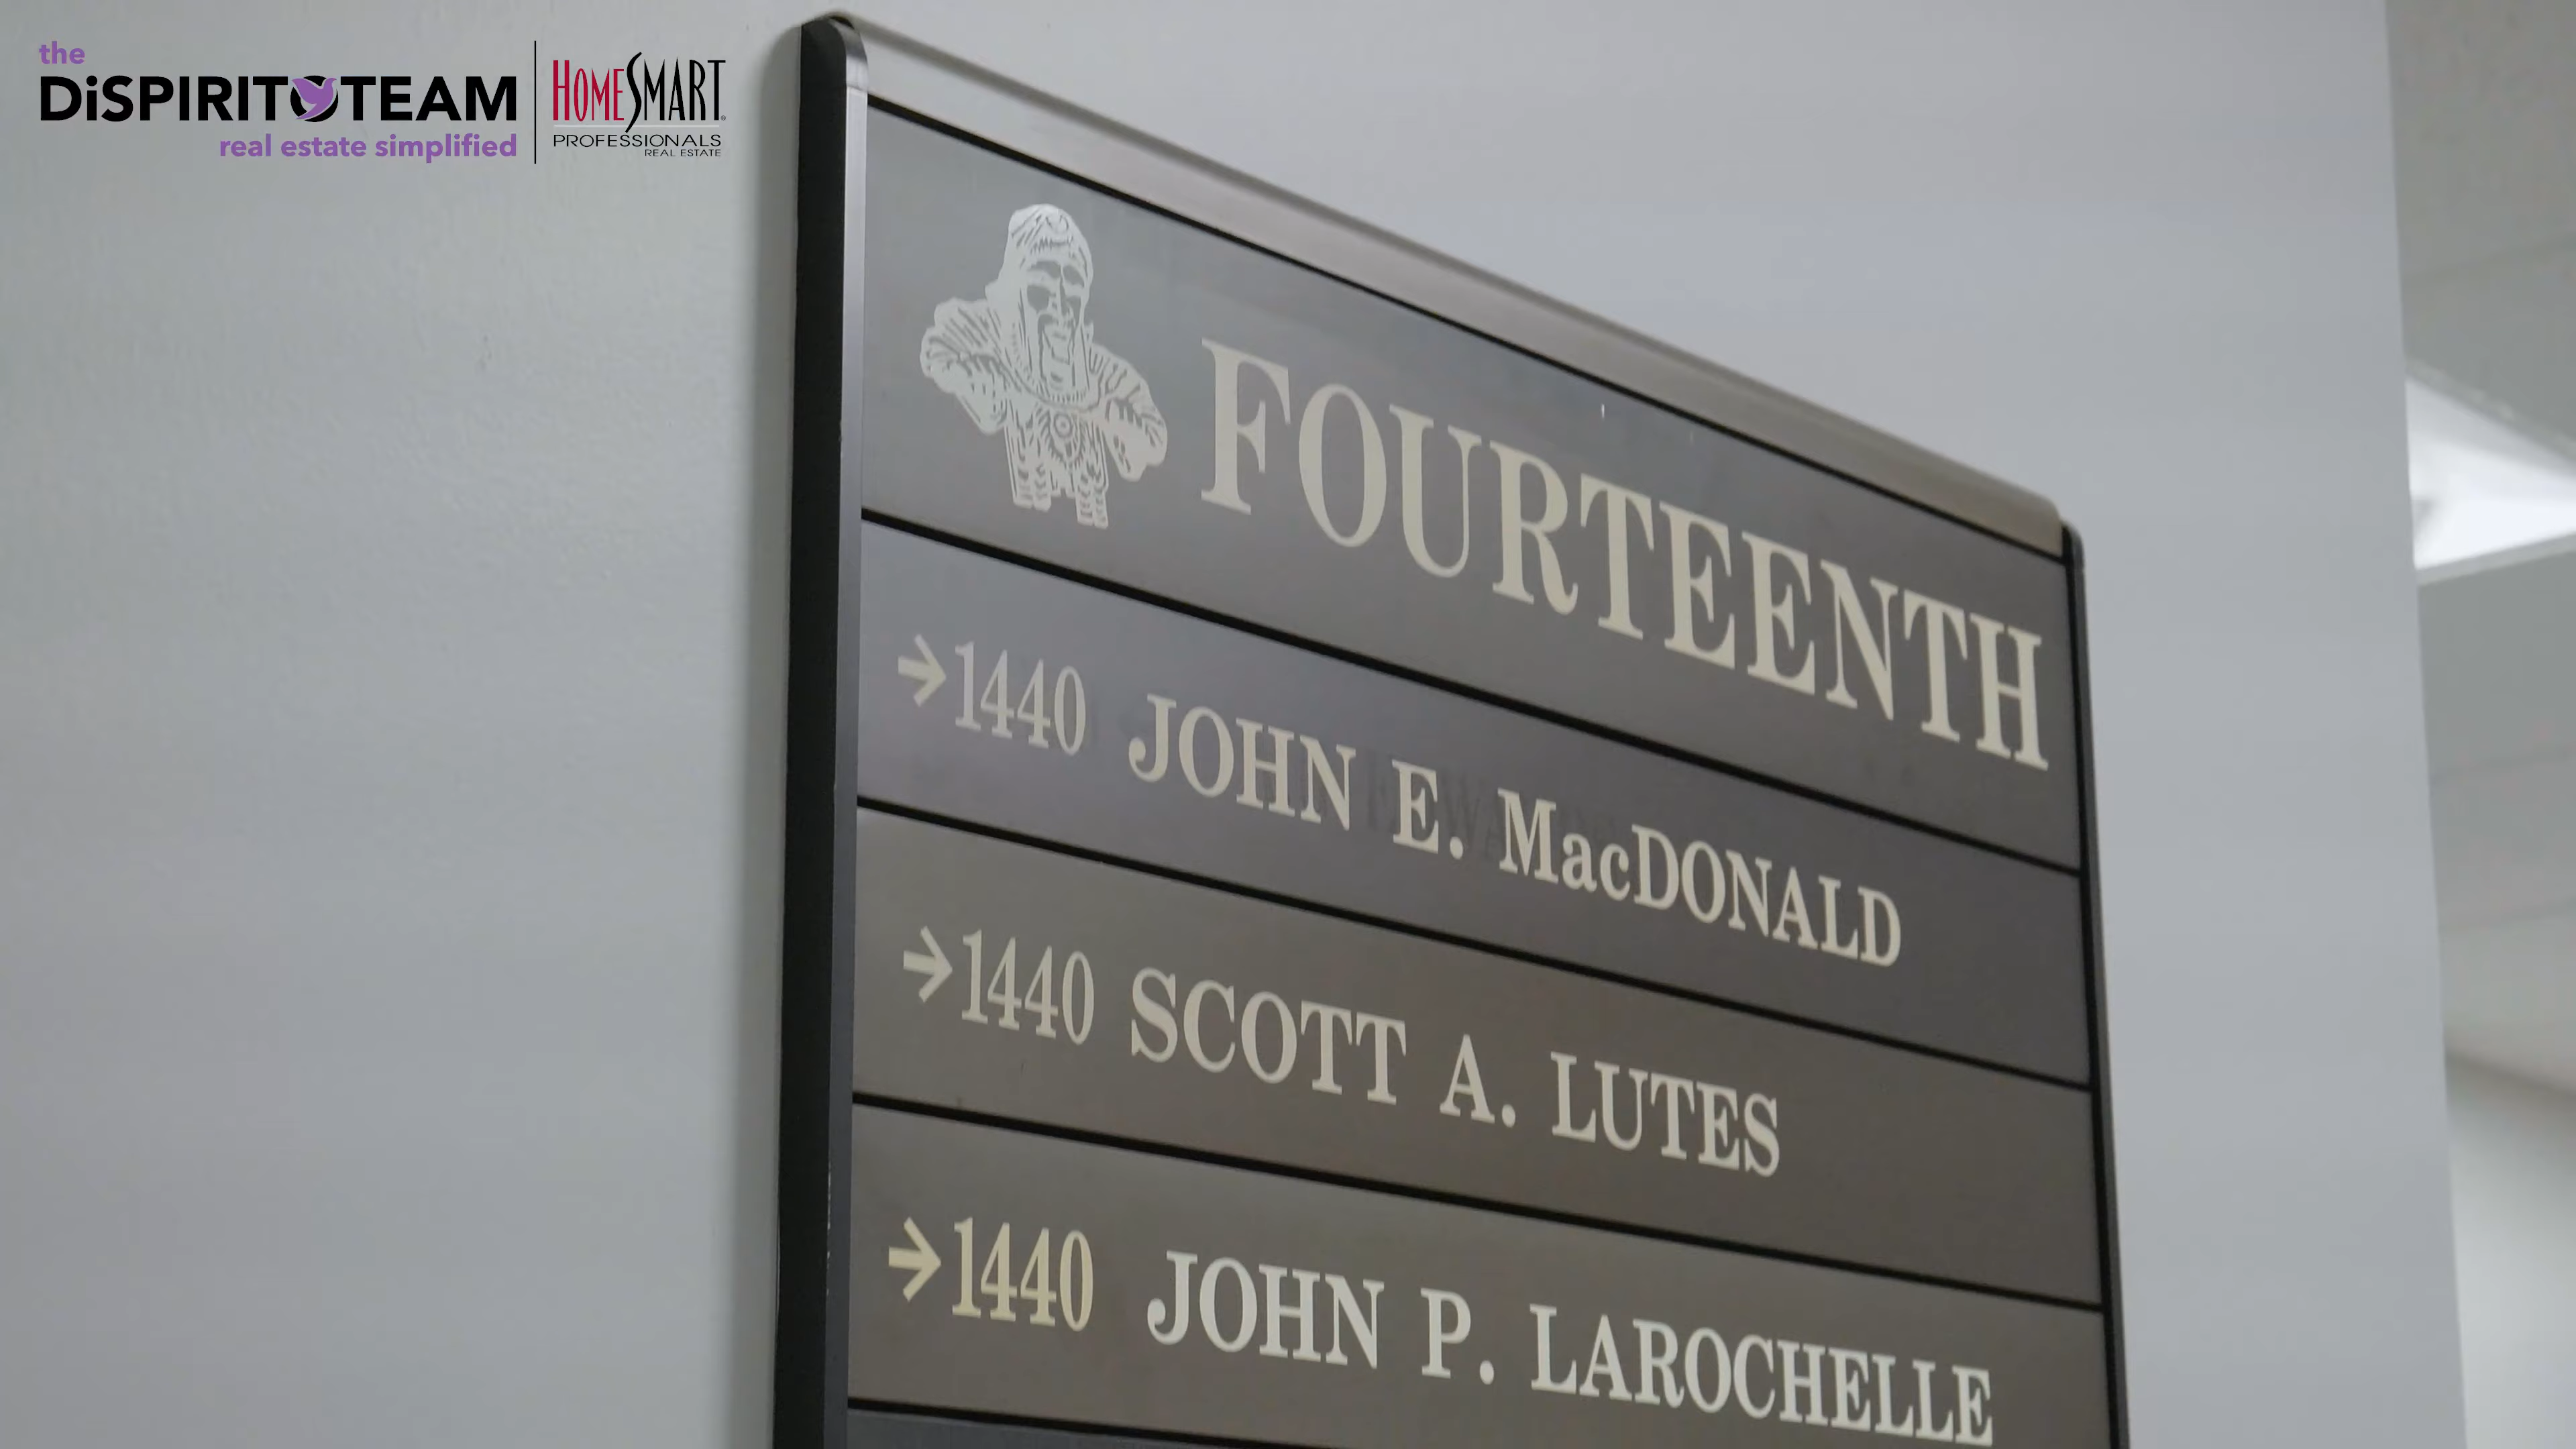 the
DiSPIRITOTEAM
real estate simplified
HOMESMART
PROFESSIONALS
REAL ESTATE
FOURTEENTH
→1440 JOHN E. MacDONALD
→1440 SCOTT A. LUTES
→1440 JOHN P. LAROCHELLE